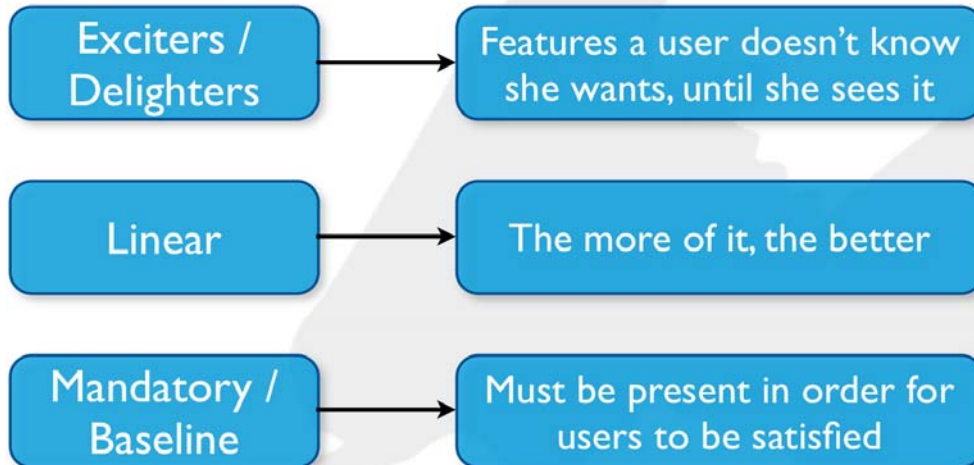 Exciters /
Delighters
Features a user doesn't know
she wants, until she sees it
Linear
The more of it, the better
Mandatory /
Baseline
Must be present in order for
users to be satisfied